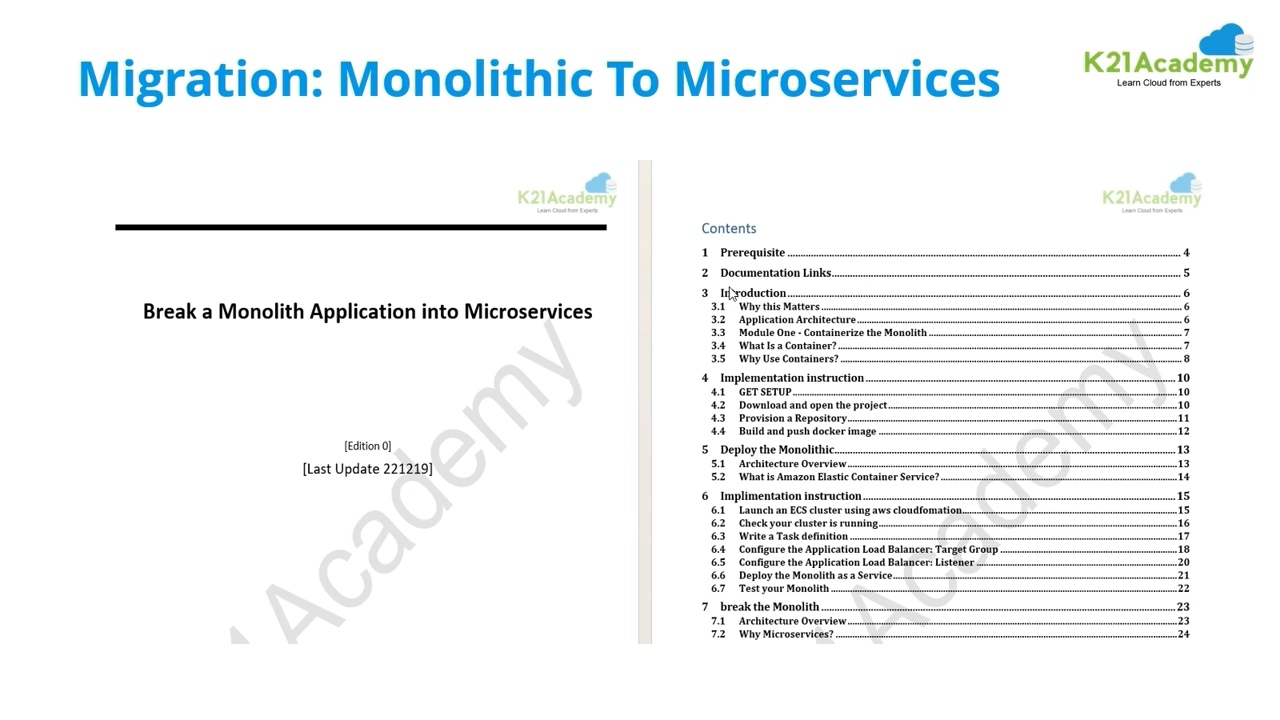 Migration: Monolithic To Microservices
K21Academy
Learn Cloud from Experts
K21Academy
Learn Cloud from Experts
Break a Monolith Application into Microservices
[Edition 0]
[Last Update 221219]
Academy
K21Academy
Learn Cloud from Experts
Contents
1 Prerequisite 4
2 Documentation Links 5
3 Introduction 6
3.1 Why this Matters 6
3.2 Application Architecture 6
3.3 Module One - Containerize the Monolith 7
3.4 What Is a Container? 7
3.5 Why Use Containers? 8
4 Implementation instruction 10
4.1 GET SETUP 10
4.2 Download and open the project 10
4.3 Provision a Repository 11
4.4 Build and push docker image 12
5 Deploy the Monolithic 13
5.1 Architecture Overview 13
5.2 What is Amazon Elastic Container Service? 14
6 Implimentation instruction 15
6.1 Launch an ECS cluster using aws cloudfomation 15
6.2 Check your cluster is running 16
6.3 Write a Task definition 17
6.4 Configure the Application Load Balancer: Target Group 18
6.5 Configure the Application Load Balancer: Listener 20
6.6 Deploy the Monolith as a Service 21
6.7 Test your Monolith 22
7 break the Monolith 23
7.1 Architecture Overview 23
7.2 Why Microservices? 24
Academy